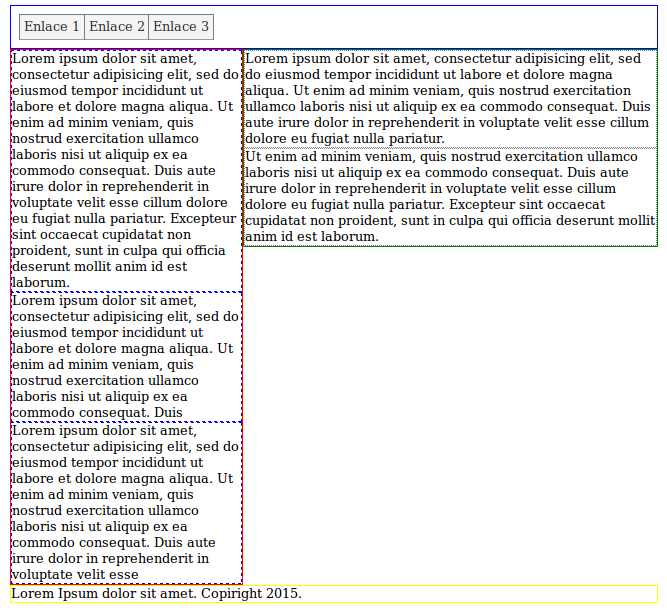 Enlace 1 Enlace 2 Enlace 3
Lorem ipsum dolor sit amet,
consectetur adipisicing elit, sed do
eiusmod tempor incididunt ut
labore et dolore magna aliqua. Ut
enim ad minim veniam, quis
nostrud exercitation ullamco
laboris nisi ut aliquip ex ea
commodo consequat. Duis aute
irure dolor in reprehenderit in
voluptate velit esse cillum dolore
eu fugiat nulla pariatur. Excepteur
sint occaecat cupidatat non
proident, sunt in culpa qui officia
deserunt mollit anim id est
laborum.
Lorem ipsum dolor sit amet,
consectetur adipisicing elit, sed do
eiusmod tempor incididunt ut
labore et dolore magna aliqua. Ut
enim ad minim veniam, quis
nostrud exercitation ullamco
laboris nisi ut aliquip ex ea
commodo consequat. Duis
Lorem ipsum dolor sit amet,
consectetur adipisicing elit, sed do
eiusmod tempor incididunt ut
labore et dolore magna aliqua. Ut
enim ad minim veniam, quis
nostrud exercitation ullamco
laboris nisi ut aliquip ex ea
commodo consequat. Duis aute
irure dolor in reprehenderit in
voluptate velit esse
Lorem ipsum dolor sit amet, consectetur adipisicing elit, sed
do eiusmod tempor incididunt ut labore et dolore magna
aliqua. Ut enim ad minim veniam, quis nostrud exercitation
ullamco laboris nisi ut aliquip ex ea commodo consequat. Duis
aute irure dolor in reprehenderit in voluptate velit esse cillum
dolore eu fugiat nulla pariatur.
Ut enim ad minim veniam, quis nostrud exercitation ullamco
laboris nisi ut aliquip ex ea commodo consequat. Duis aute
irure dolor in reprehenderit in voluptate velit esse cillum
dolore eu fugiat nulla pariatur. Excepteur sint occaecat
cupidatat non proident, sunt in culpa qui officia deserunt mollit
anim id est laborum.
Lorem Ipsum dolor sit amet. Copiright 2015.